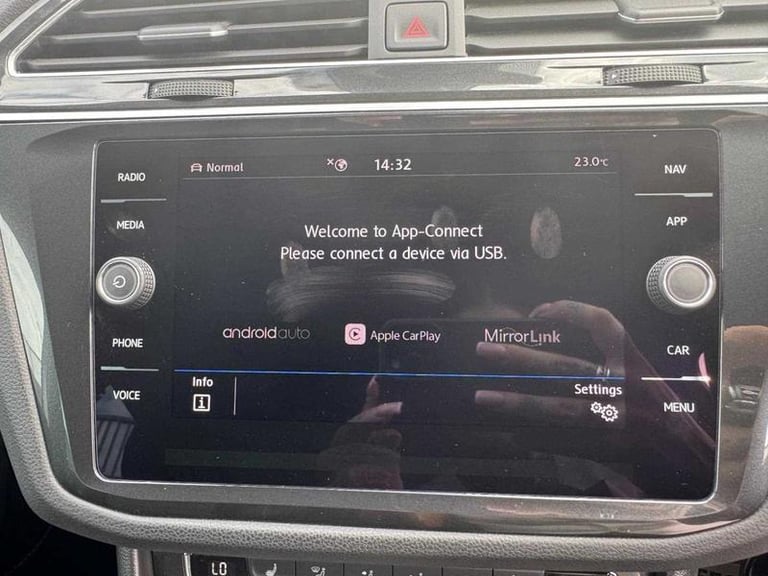 RADIO
MEDIA
PHONE
VOICE
Normal
14:32
23.0°C
Welcome to App-Connect
Please connect a device via USB.
androidauto
Apple CarPlay
MirrorLink
Info
i
Settings
NAV
APP
CAR
MENU
LO